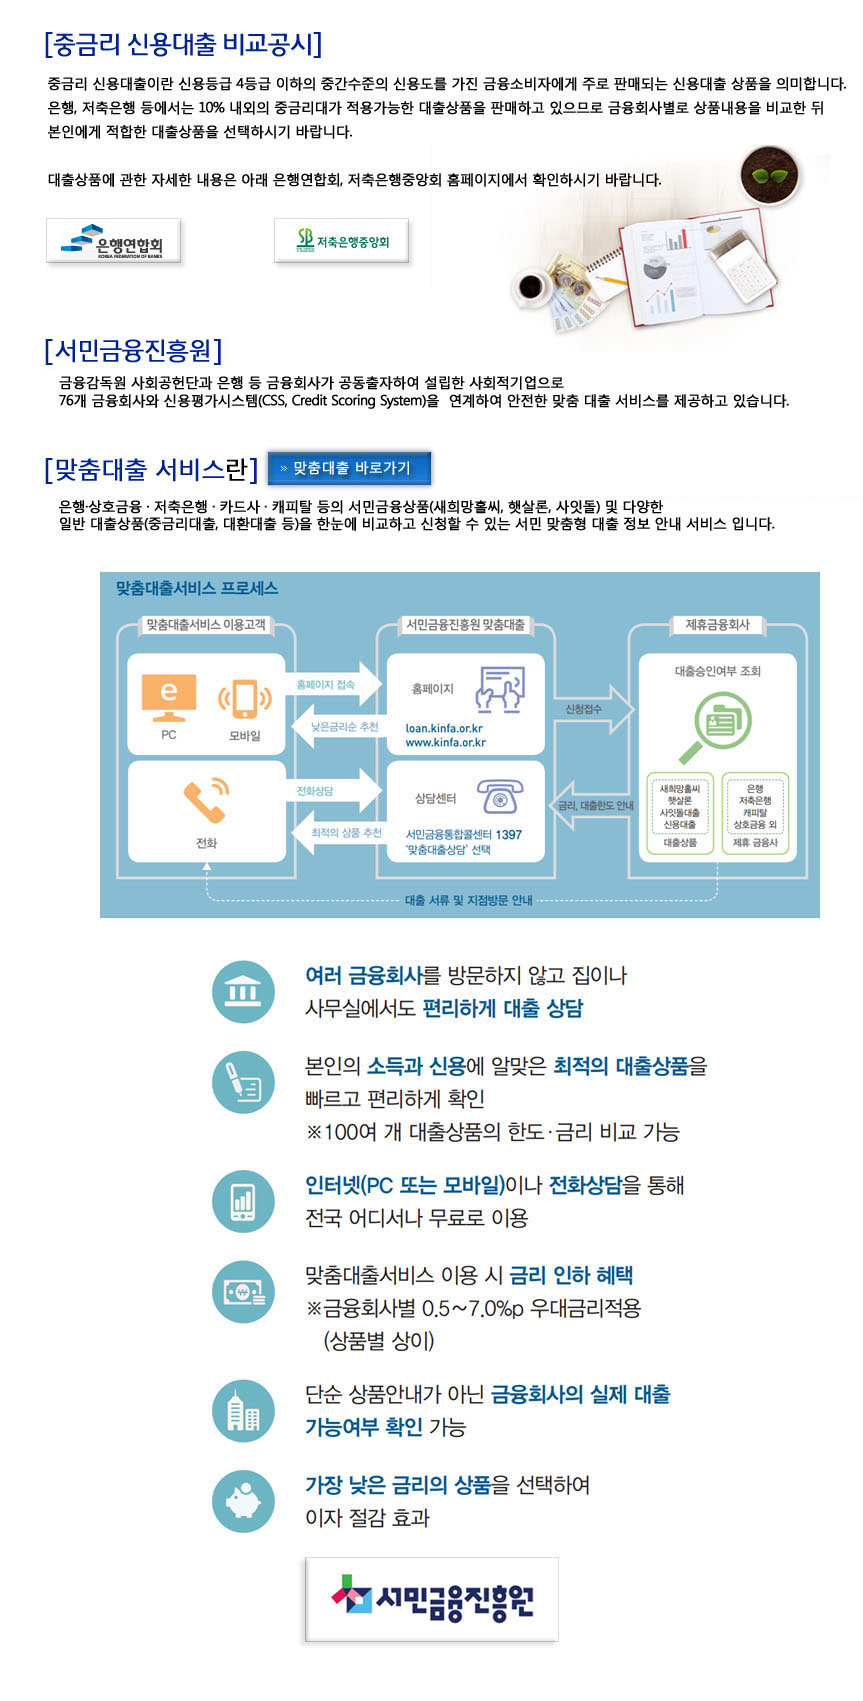 [중금리 신용대출 비교공시]
중금리 신용대출이란 신용등급 4등급 이하의 중간수준의 신용도를 가진 금융소비자에게 주로 판매되는 신용대출 상품을 의미합니다.
은행, 저축은행 등에서는 10% 내외의 중금리대가 적용가능한 대출상품을 판매하고 있으므로 금융회사별로 상품내용을 비교한 뒤
본인에게 적합한 대출상품을 선택하시기 바랍니다.
대출상품에 관한 자세한 내용은 아래 은행연합회, 저축은행중앙회 홈페이지에서 확인하시기 바랍니다.
은행연합회
KOREA FEDERATION OF BANKS
SB 저축은행중앙회
[서민금융진흥원]
금융감독원 사회공헌단과 은행 등 금융회사가 공동출자하여 설립한 사회적기업으로
76개 금융회사와 신용평가시스템(CSS, Credit Scoring System)을 연계하여 안전한 맞춤 대출 서비스를 제공하고 있습니다.
[맞춤대출 서비스란] » 맞춤대출 바로가기
은행·상호금융 · 저축은행 · 카드사 · 캐피탈 등의 서민금융상품(새희망홀씨, 햇살론, 사잇돌) 및 다양한
일반 대출상품(중금리대출, 대환대출 등)을 한눈에 비교하고 신청할 수 있는 서민 맞춤형 대출 정보 안내 서비스 입니다.
맞춤대출서비스 프로세스
맞춤대출서비스 이용고객
e
PC
모바일
전화
홈페이지 접속
낮은금리순 추천
전화상담
최적의 상품 추천
서민금융진흥원 맞춤대출
홈페이지
loan.kinfa.or.kr
www.kinfa.or.kr
상담센터
서민금융통합콜센터 1397
'맞춤대출상담' 선택
신청접수
금리, 대출한도 안내
제휴금융회사
대출승인여부 조회
새희망홀씨
햇살론
사잇돌대출
신용대출
대출상품
은행
저축은행
캐피탈
상호금융 외
제휴 금융사
대출 서류 및 지점방문 안내
여러 금융회사를 방문하지 않고 집이나
사무실에서도 편리하게 대출 상담
본인의 소득과 신용에 알맞은 최적의 대출상품을
빠르고 편리하게 확인
※100여 개 대출상품의 한도·금리 비교 가능
인터넷(PC 또는 모바일)이나 전화상담을 통해
전국 어디서나 무료로 이용
맞춤대출서비스 이용 시 금리 인하 혜택
※금융회사별 0.5~7.0%p 우대금리적용
(상품별 상이)
단순 상품안내가 아닌 금융회사의 실제 대출
가능여부 확인 가능
가장 낮은 금리의 상품을 선택하여
이자 절감 효과
서민금융진흥원